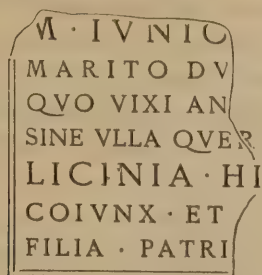 M · IVNIO
MARITO DV
QVO VIXI AN
SINE VLLA QVER
LICINIA · HI
COIVNX · ET
FILIA · PATRI